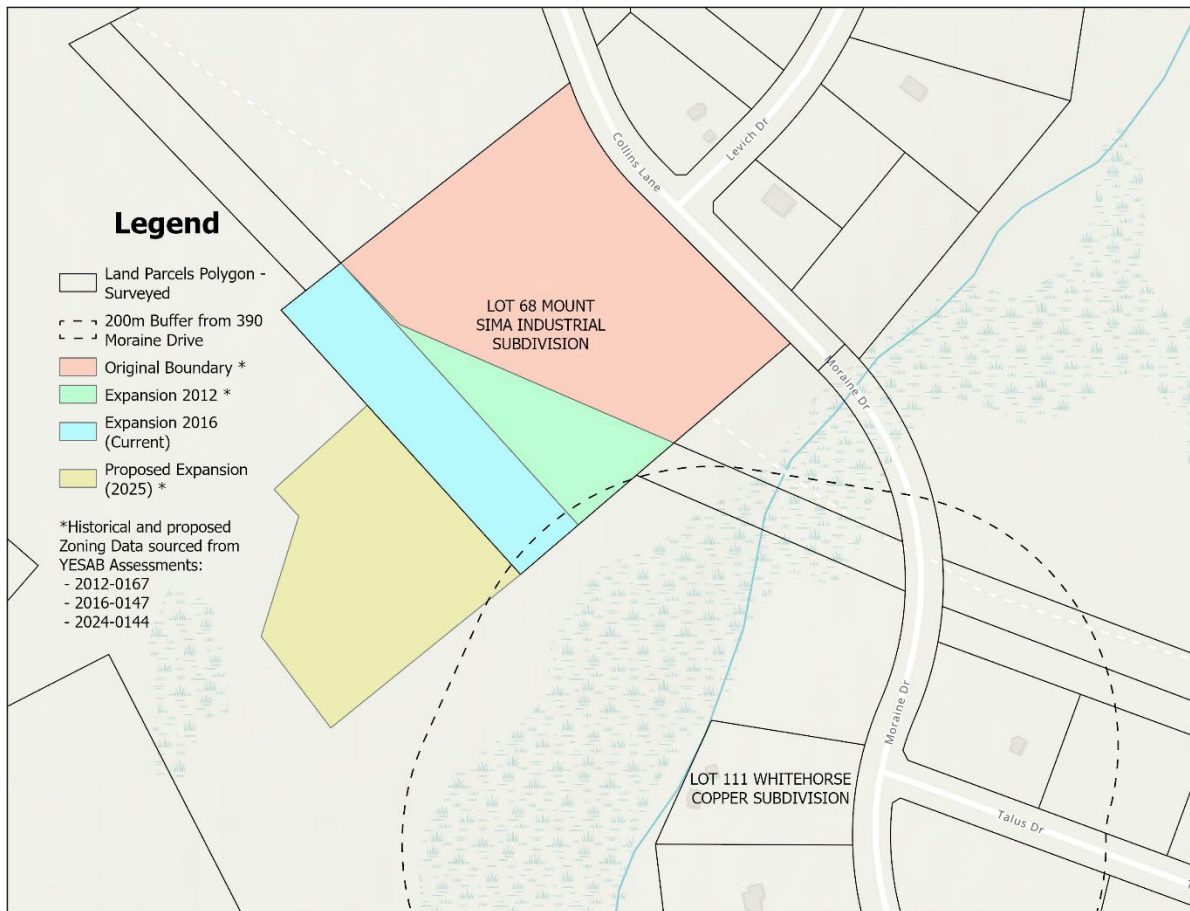 Legend
Land Parcels Polygon -
Surveyed
200m Buffer from 390
Moraine Drive
Original Boundary *
Expansion 2012 *
Expansion 2016
(Current)
Proposed Expansion
(2025) *
*Historical and proposed
Zoning Data sourced from
YESAB Assessments:
- 2012-0167
- 2016-0147
- 2024-0144
Collins Lane
Levich Dr
LOT 68 MOUNT
SIMA INDUSTRIAL
SUBDIVISION
Moraine Dr
Moraine Dr
LOT 111 WHITEHORSE
COPPER SUBDIVISION
Talus Dr